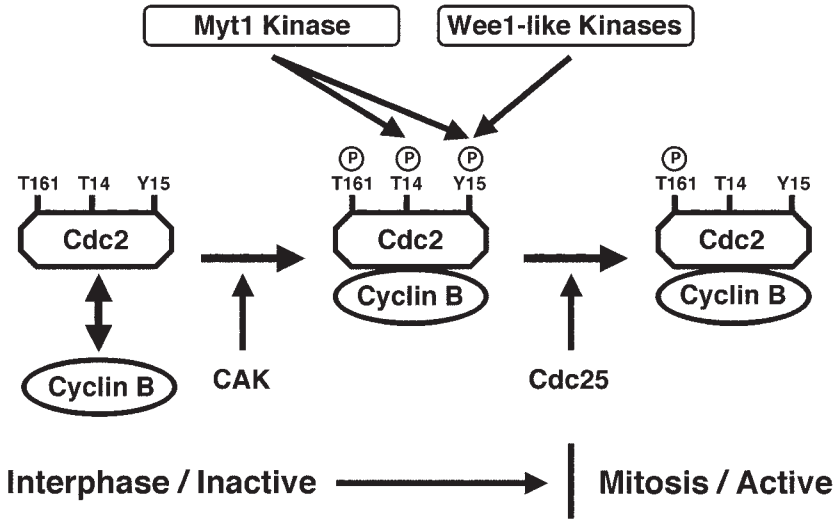 Myt1 Kinase
Wee1-like Kinases
P P P P
T161 T14 Y15 T161 T14 Y15 T161 T14 Y15
Cdc2 Cdc2 Cdc2
Cyclin B Cyclin B
Cyclin B CAK Cdc25
Interphase / Inactive Mitosis / Active